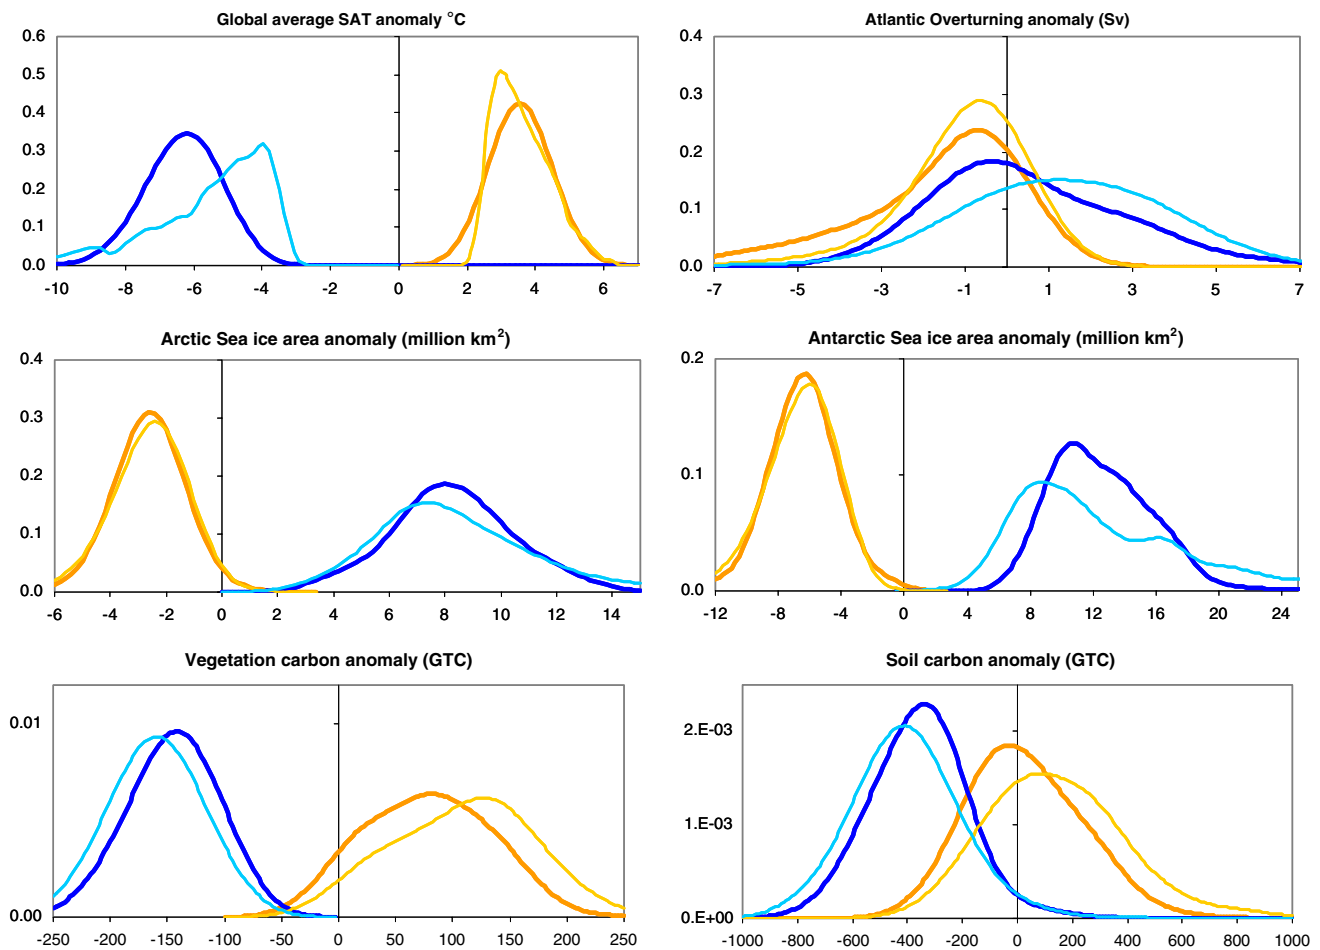 Global average SAT anomaly °C
0.6
0.5
0.4
0.3
0.2
0.1
0.0
-10 -8 -6 -4 -2 0 2 4 6
Atlantic Overturning anomaly (Sv)
0.4
0.3
0.2
0.1
0.0
-7 -5 -3 -1 1 3 5 7
Arctic Sea ice area anomaly (million km²)
0.4
0.3
0.2
0.1
0.0
-6 -4 -2 0 2 4 6 8 10 12 14
Antarctic Sea ice area anomaly (million km²)
0.2
0.1
0.0
-12 -8 -4 0 4 8 12 16 20 24
Vegetation carbon anomaly (GTC)
0.01
0.00
-250 -200 -150 -100 -50 0 50 100 150 200 250
Soil carbon anomaly (GTC)
2.E-03
1.E-03
0.E+00
-1000 -800 -600 -400 -200 0 200 400 600 800 1000